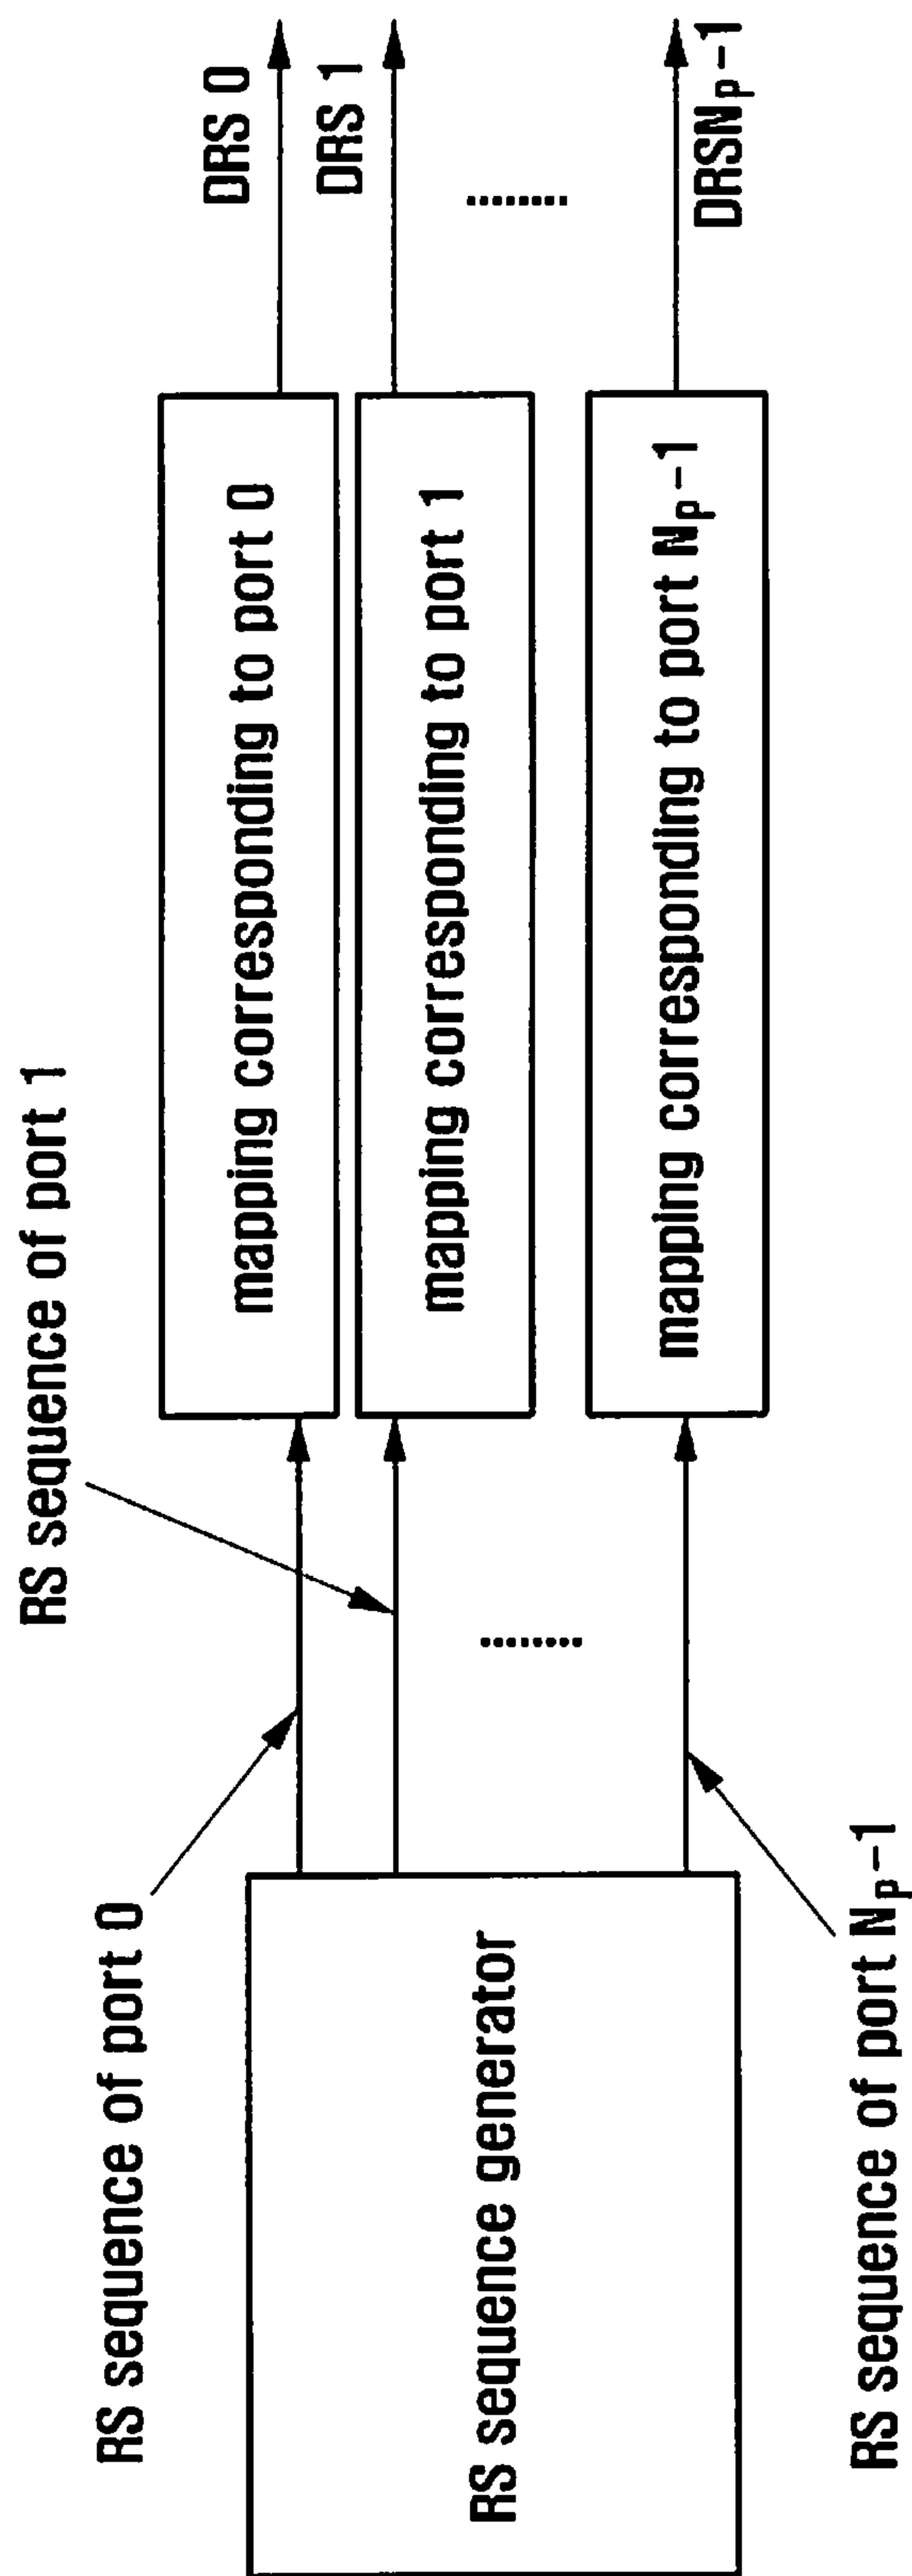 RS sequence of port 0
RS sequence of port 1
RS sequence of port Np-1
RS sequence generator
mapping corresponding to port 0
mapping corresponding to port 1
mapping corresponding to port Np-1
DRS 0
DRS 1
DRSNp-1